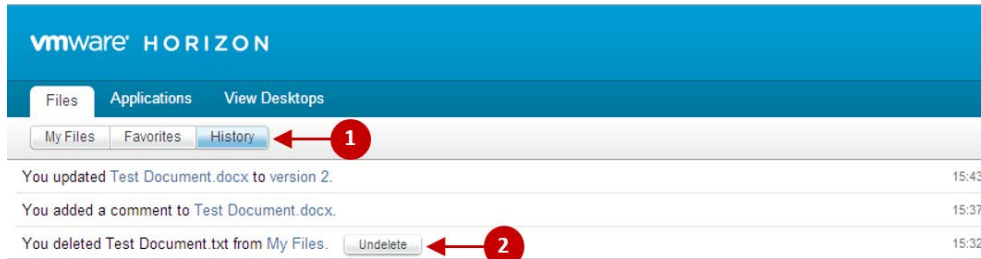 vmware HORIZON
Files Applications View Desktops
My Files Favorites History 1
You updated Test Document.docx to version 2. 15:43
You added a comment to Test Document.docx. 15:37
You deleted Test Document.txt from My Files. Undelete 2 15:32